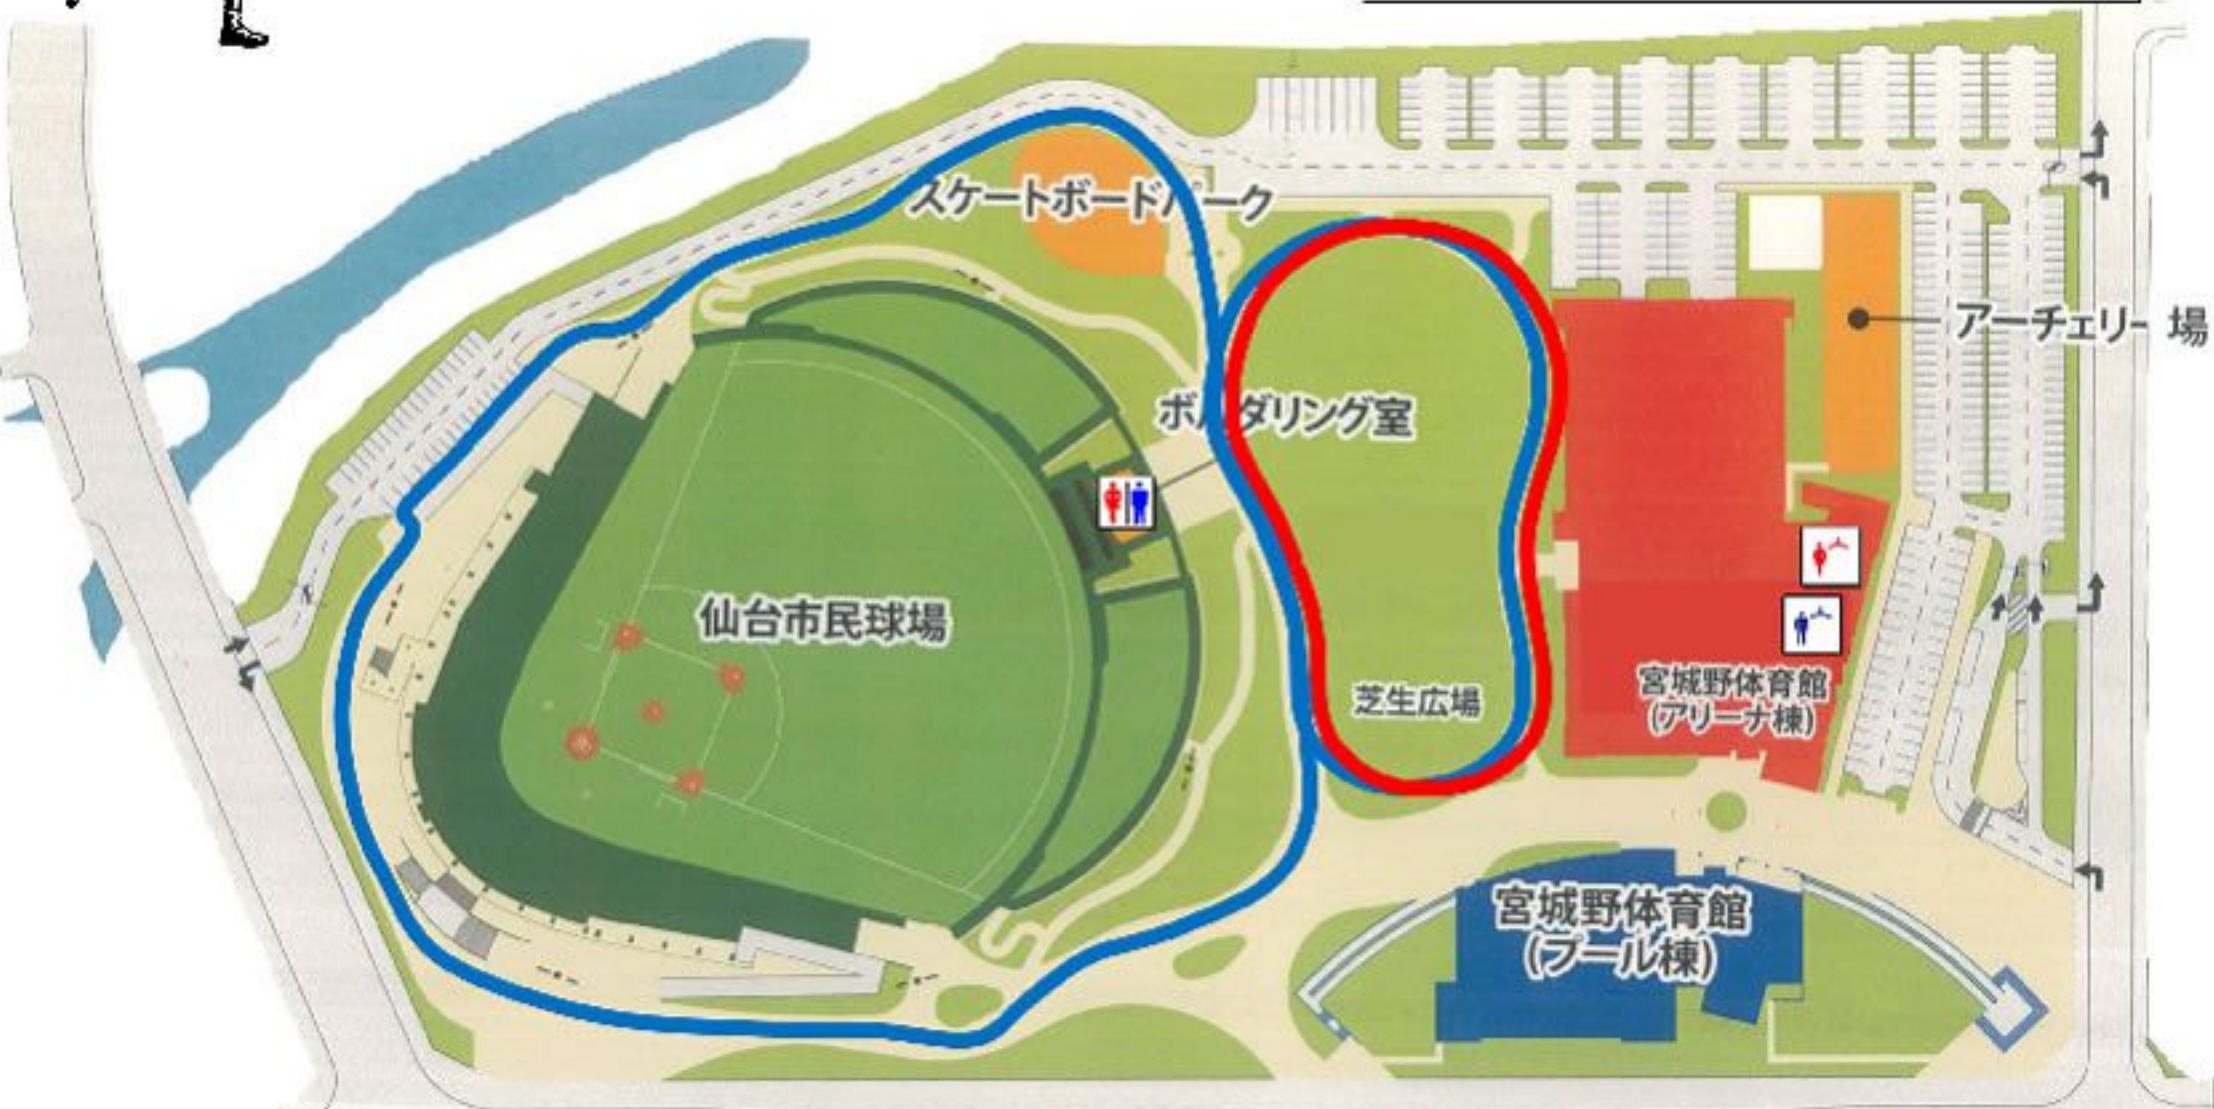 スケートボードパーク
アーチェリー場
ボルダリング室
仙台市民球場
芝生広場
宮城野体育館
(アリーナ棟)
宮城野体育館
(プール棟)